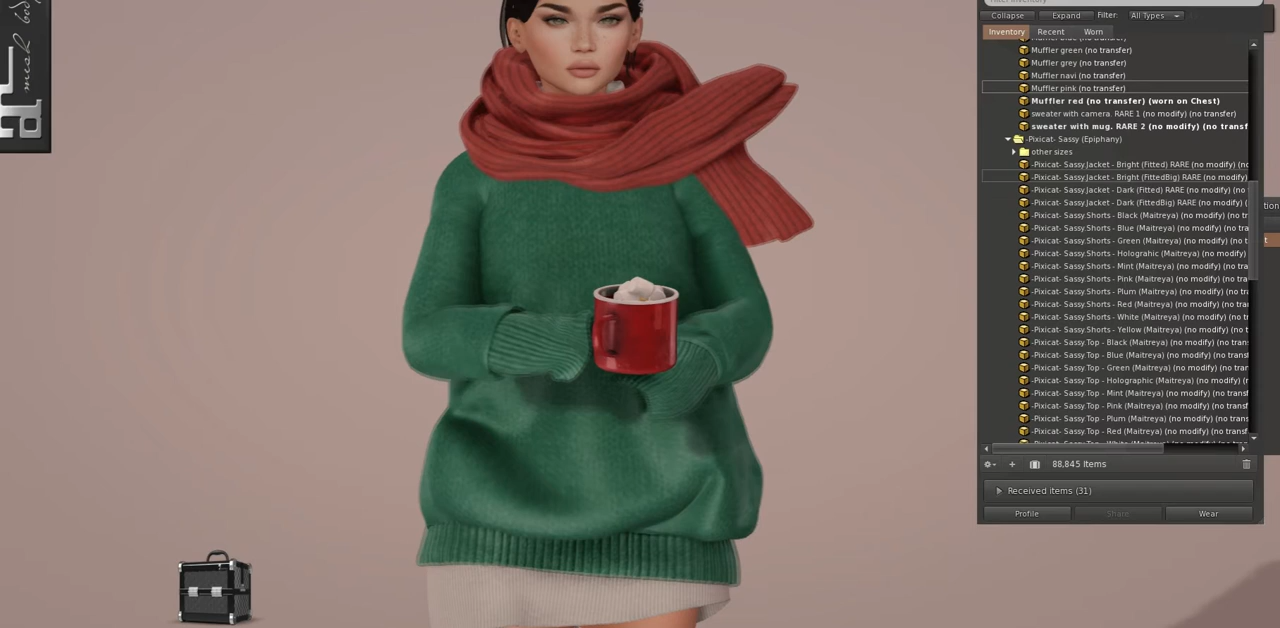 mesh body
Collapse Expand Filter: All Types
Inventory Recent Worn
Muffler green (no transfer)
Muffler grey (no transfer)
Muffler navi (no transfer)
Muffler pink (no transfer)
Muffler red (no transfer) (worn on Chest)
sweater with camera. RARE 1 (no modify) (no transfer)
sweater with mug. RARE 2 (no modify) (no transf
-Pixicat- Sassy (Epiphany)
other sizes
-Pixicat- Sassy.Jacket - Bright (Fitted) RARE (no modify) (no
-Pixicat- Sassy.Jacket - Bright (FittedBig) RARE (no modify)
-Pixicat- Sassy.Jacket - Dark (Fitted) RARE (no modify) (no
-Pixicat- Sassy.Jacket - Dark (FittedBig) RARE (no modify) (
-Pixicat- Sassy.Shorts - Black (Maitreya) (no modify) (no tr
-Pixicat- Sassy.Shorts - Blue (Maitreya) (no modify) (no tra
-Pixicat- Sassy.Shorts - Green (Maitreya) (no modify) (no t
-Pixicat- Sassy.Shorts - Holograhic (Maitreya) (no modify)
-Pixicat- Sassy.Shorts - Mint (Maitreya) (no modify) (no tra
-Pixicat- Sassy.Shorts - Pink (Maitreya) (no modify) (no tra
-Pixicat- Sassy.Shorts - Plum (Maitreya) (no modify) (no tr
-Pixicat- Sassy.Shorts - Red (Maitreya) (no modify) (no tra
-Pixicat- Sassy.Shorts - White (Maitreya) (no modify) (no tr
-Pixicat- Sassy.Shorts - Yellow (Maitreya) (no modify) (no t
-Pixicat- Sassy.Top - Black (Maitreya) (no modify) (no trans
-Pixicat- Sassy.Top - Blue (Maitreya) (no modify) (no transf
-Pixicat- Sassy.Top - Green (Maitreya) (no modify) (no trans
-Pixicat- Sassy.Top - Holographic (Maitreya) (no modify) (r
-Pixicat- Sassy.Top - Mint (Maitreya) (no modify) (no transf
-Pixicat- Sassy.Top - Pink (Maitreya) (no modify) (no transf
-Pixicat- Sassy.Top - Plum (Maitreya) (no modify) (no trans
-Pixicat- Sassy.Top - Red (Maitreya) (no modify) (no transf
88,845 Items
Received items (31)
Profile Share Wear